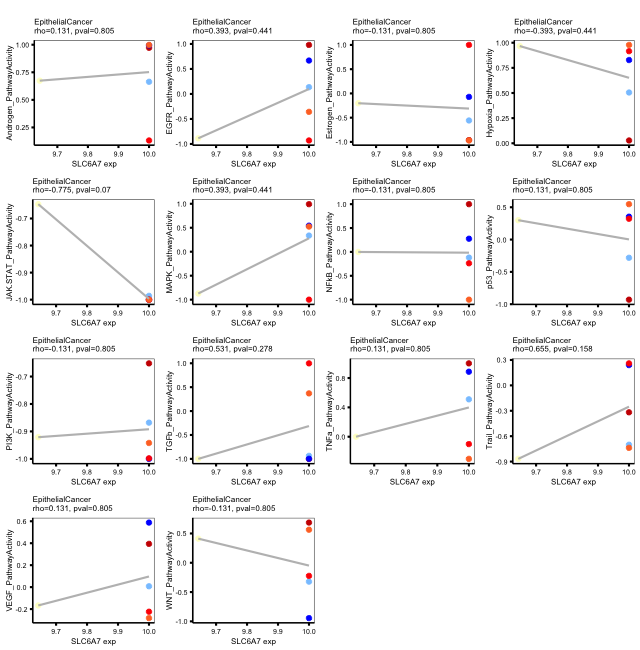 EpithelialCancer
rho=0.131, pval=0.805
Androgen_PathwayActivity
1.00
0.75
0.50
0.25
9.7
9.8
9.9
10.0
SLC6A7 exp
EpithelialCancer
rho=0.393, pval=0.441
EGFR_PathwayActivity
1.0
0.5
0.0
-0.5
-1.0
9.7
9.8
9.9
10.0
SLC6A7 exp
EpithelialCancer
rho=-0.131, pval=0.805
Estrogen_PathwayActivity
1.0
0.5
0.0
-0.5
-1.0
9.7
9.8
9.9
10.0
SLC6A7 exp
EpithelialCancer
rho=-0.393, pval=0.441
Hypoxia_PathwayActivity
1.00
0.75
0.50
0.25
0.00
9.7
9.8
9.9
10.0
SLC6A7 exp
EpithelialCancer
rho=-0.775, pval=0.07
JAK.STAT_PathwayActivity
-0.7
-0.8
-0.9
-1.0
9.7
9.8
9.9
10.0
SLC6A7 exp
EpithelialCancer
rho=0.393, pval=0.441
MAPK_PathwayActivity
1.0
0.5
0.0
-0.5
-1.0
9.7
9.8
9.9
10.0
SLC6A7 exp
EpithelialCancer
rho=-0.131, pval=0.805
NFkB_PathwayActivity
1.0
0.5
0.0
-0.5
-1.0
9.7
9.8
9.9
10.0
SLC6A7 exp
EpithelialCancer
rho=0.131, pval=0.805
p53_PathwayActivity
0.5
0.0
-0.5
-1.0
9.7
9.8
9.9
10.0
SLC6A7 exp
EpithelialCancer
rho=-0.131, pval=0.805
PI3K_PathwayActivity
-0.7
-0.8
-0.9
-1.0
9.7
9.8
9.9
10.0
SLC6A7 exp
EpithelialCancer
rho=0.531, pval=0.278
TGFb_PathwayActivity
1.0
0.5
0.0
-0.5
-1.0
9.7
9.8
9.9
10.0
SLC6A7 exp
EpithelialCancer
rho=0.131, pval=0.805
TNFa_PathwayActivity
0.8
0.4
0.0
9.7
9.8
9.9
10.0
SLC6A7 exp
EpithelialCancer
rho=0.655, pval=0.158
Trail_PathwayActivity
0.3
0.0
-0.3
-0.6
-0.9
9.7
9.8
9.9
10.0
SLC6A7 exp
EpithelialCancer
rho=0.131, pval=0.805
VEGF_PathwayActivity
0.6
0.4
0.2
0.0
-0.2
9.7
9.8
9.9
10.0
SLC6A7 exp
EpithelialCancer
rho=-0.131, pval=0.805
WNT_PathwayActivity
0.5
0.0
-0.5
-1.0
9.7
9.8
9.9
10.0
SLC6A7 exp